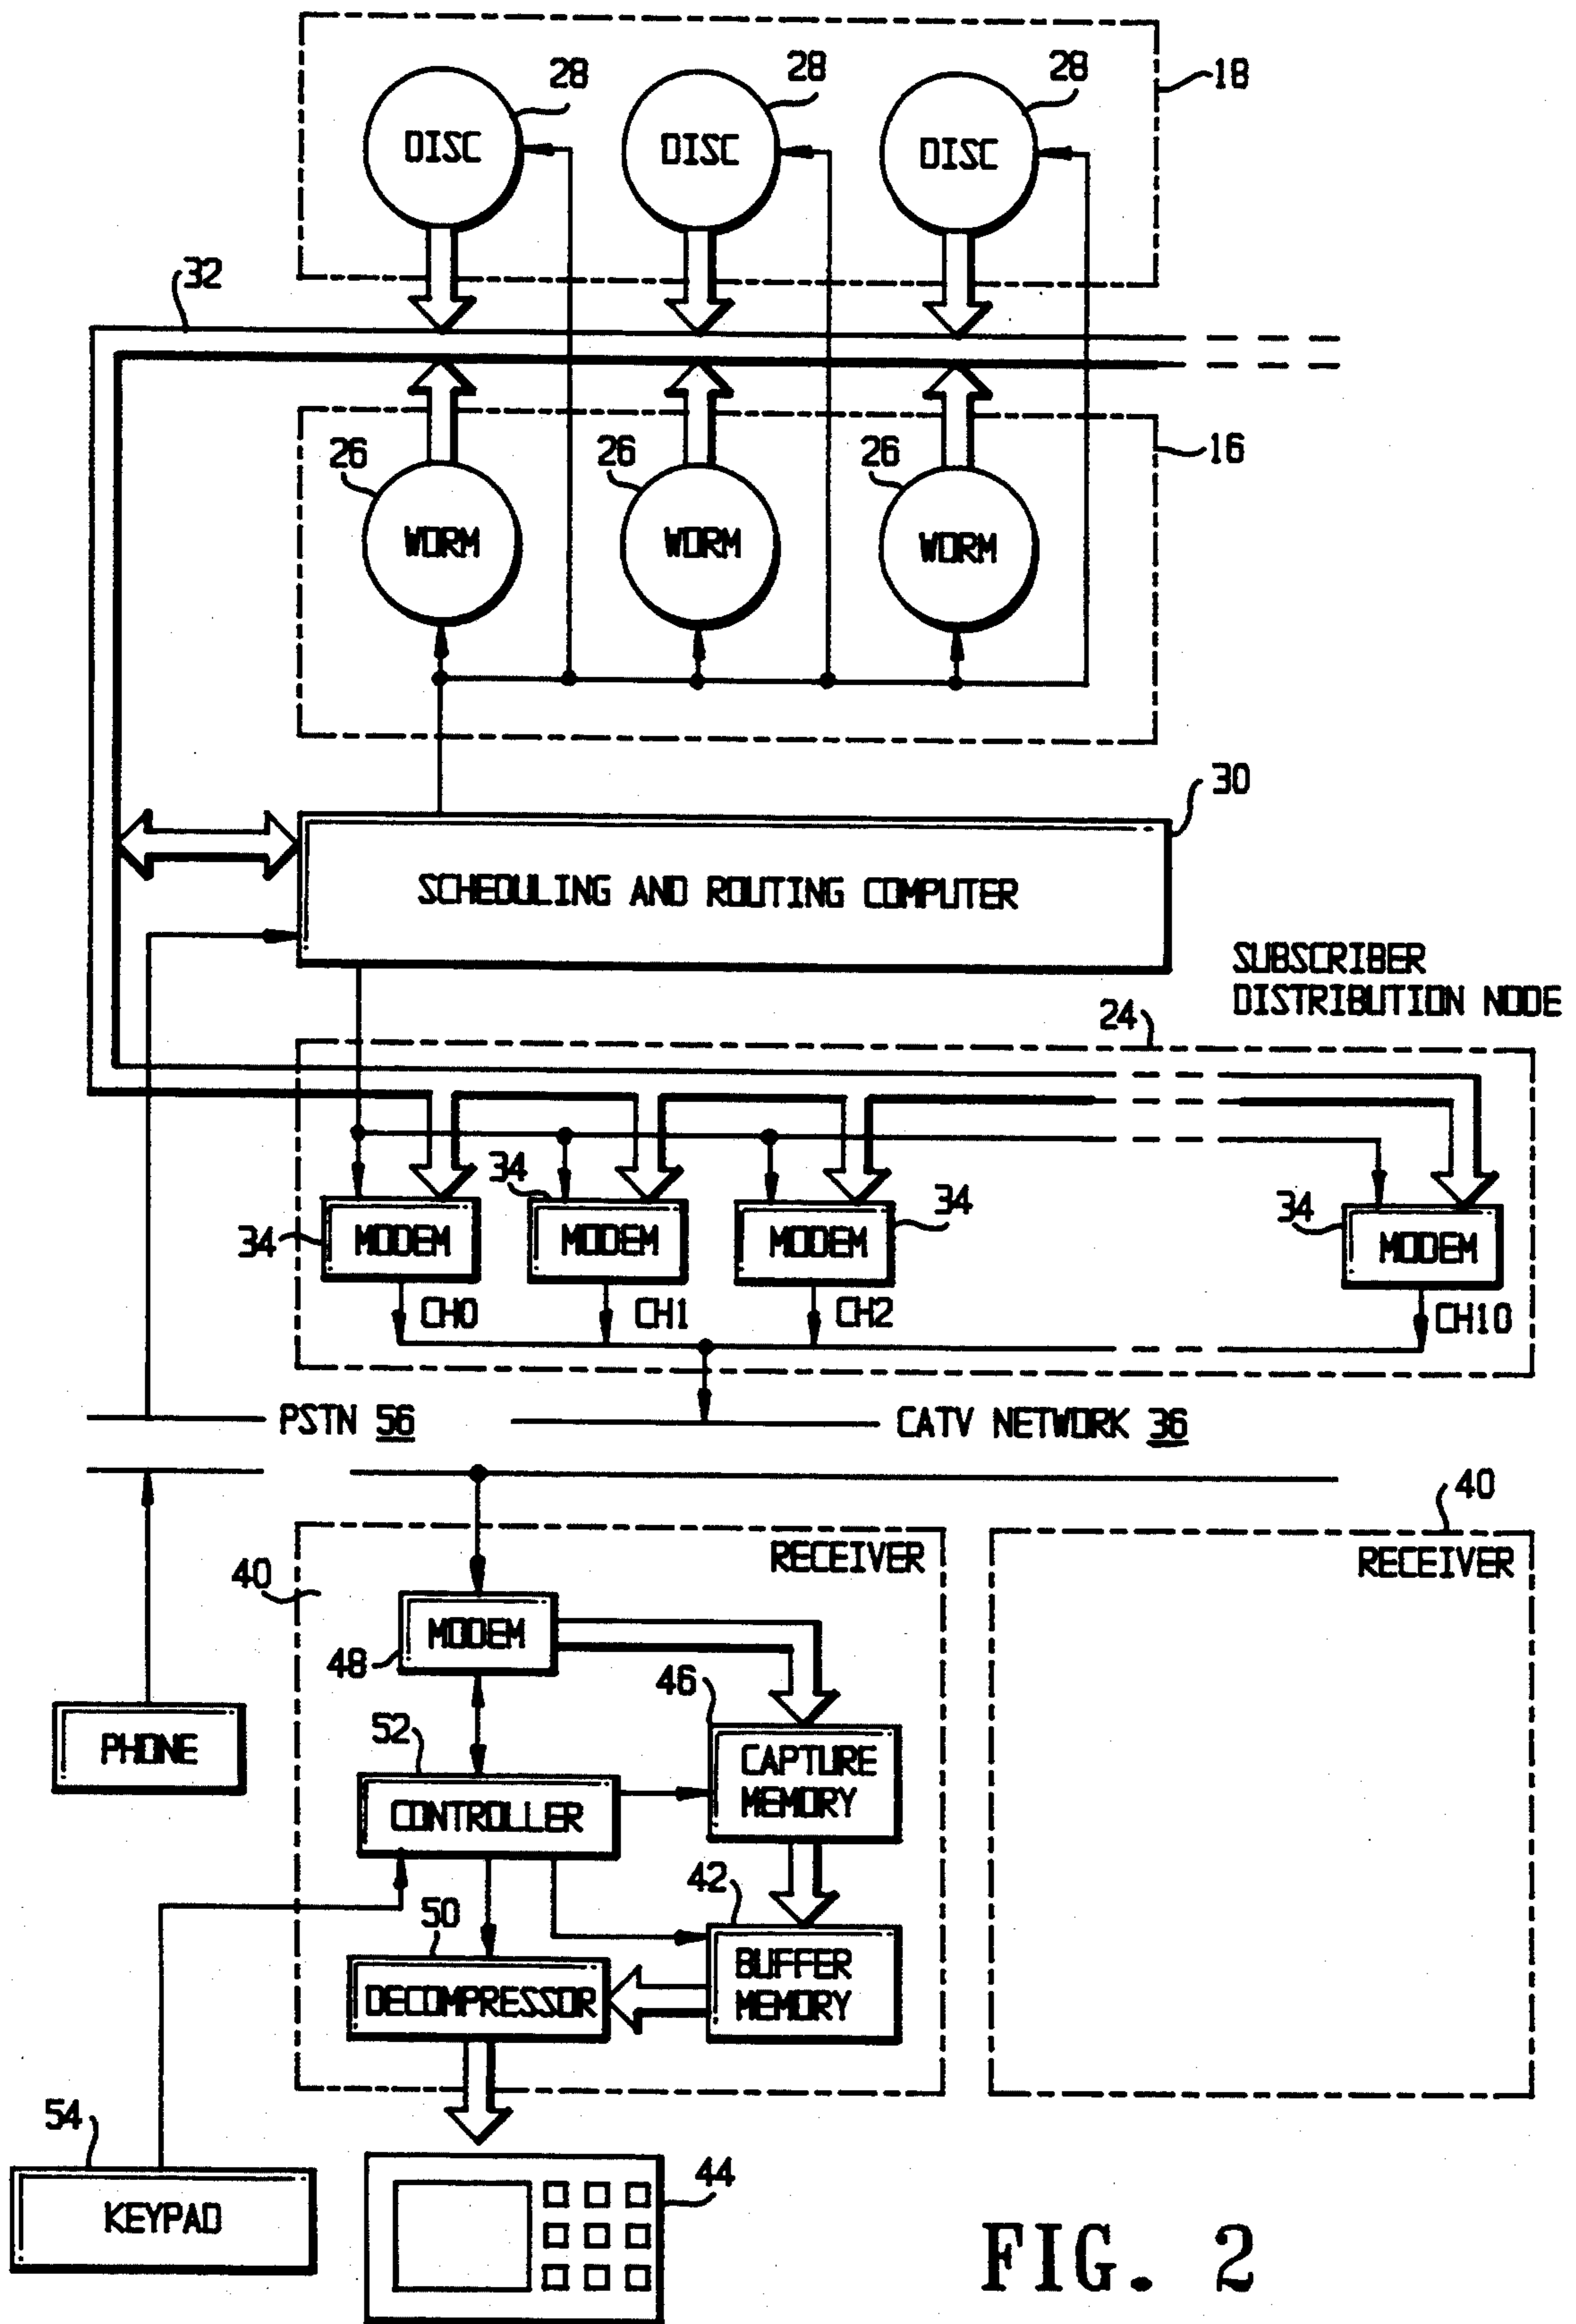 28
28
28
18
DISC
DISC
DISC
32
26
26
26
16
WORM
WORM
WORM
30
SCHEDULING AND ROUTING COMPUTER
SUBSCRIBER
DISTRIBUTION NODE
24
34
34
34
34
MODEM
MODEM
MODEM
MODEM
CH0
CH1
CH2
CH10
PSTN 56
CATV NETWORK 36
40
RECEIVER
RECEIVER
40
MODEM
48
46
PHONE
52
CAPTURE
MEMORY
CONTROLLER
42
50
BUFFER
MEMORY
DECOMPRESSOR
54
44
KEYPAD
FIG. 2